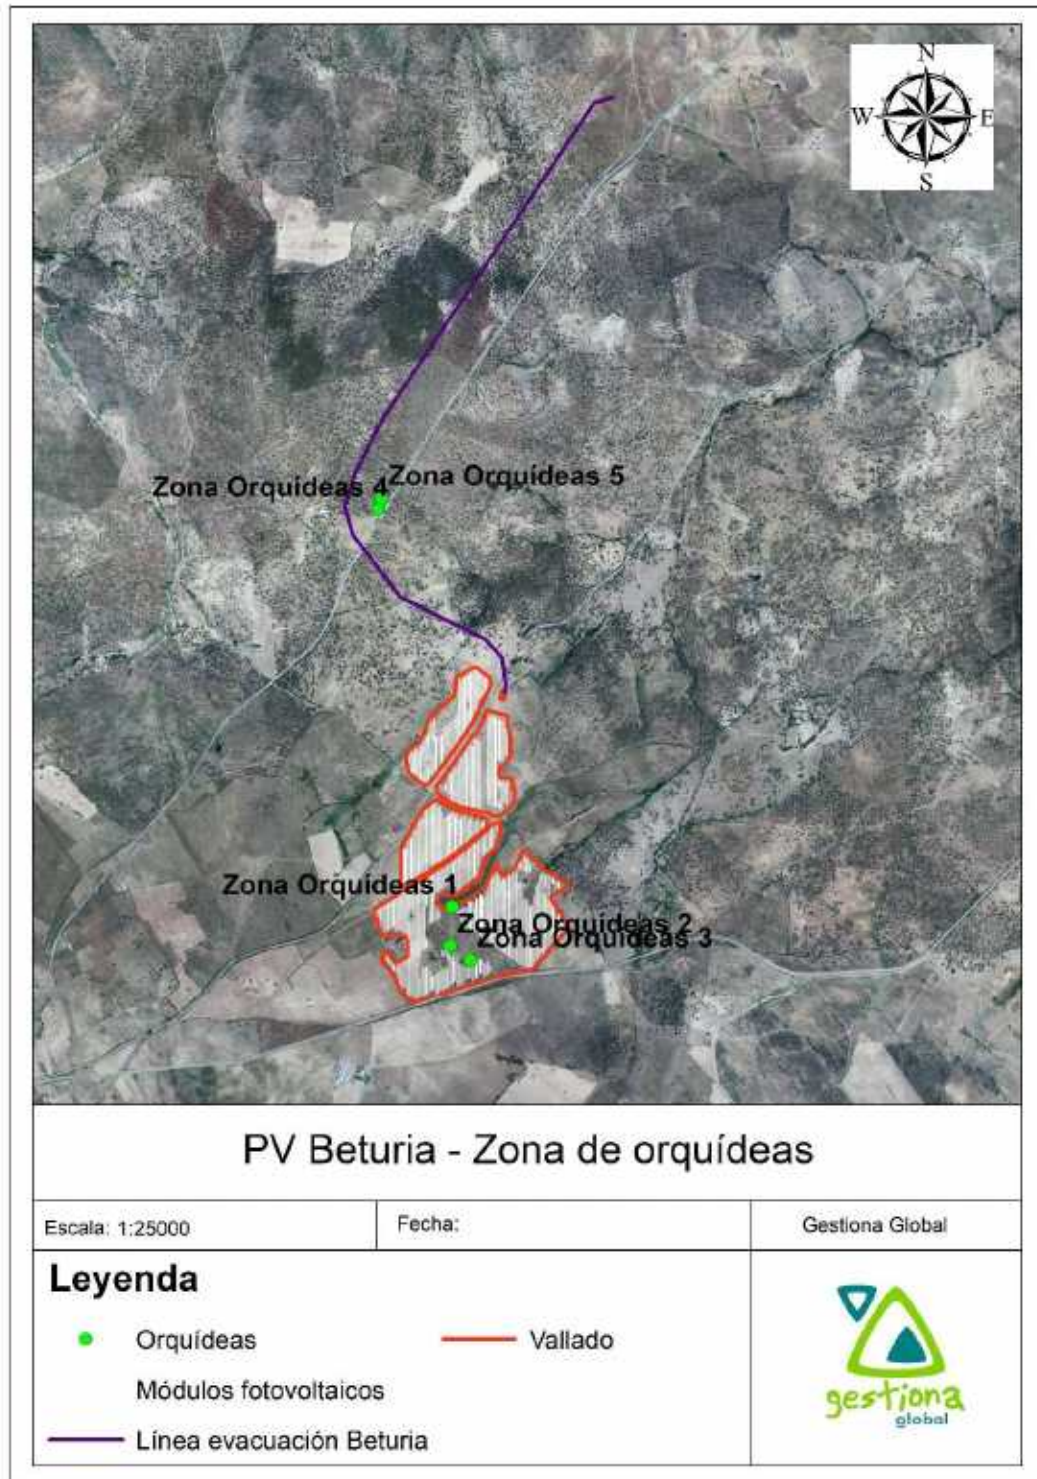 N
W E
S
Zona Orquídeas 4 Zona Orquídeas 5
Zona Orquídeas 1
Zona Orquídeas 2
Zona Orquídeas 3
PV Beturia - Zona de orquídeas
Escala: 1:25000 Fecha: Gestiona Global
Leyenda
Orquídeas Vallado
Módulos fotovoltaicos
Línea evacuación Beturia
gestiona
global